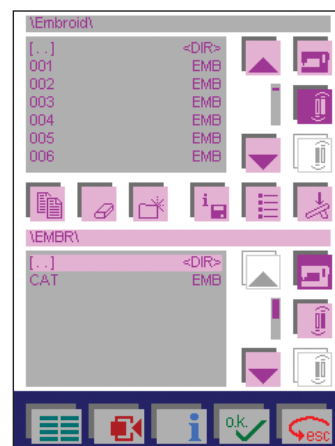 \Embroid\
[..] <DIR>
001 EMB
002 EMB
003 EMB
004 EMB
005 EMB
006 EMB
i
\EMBR\
[..] <DIR>
CAT EMB
i
o.k.
esc